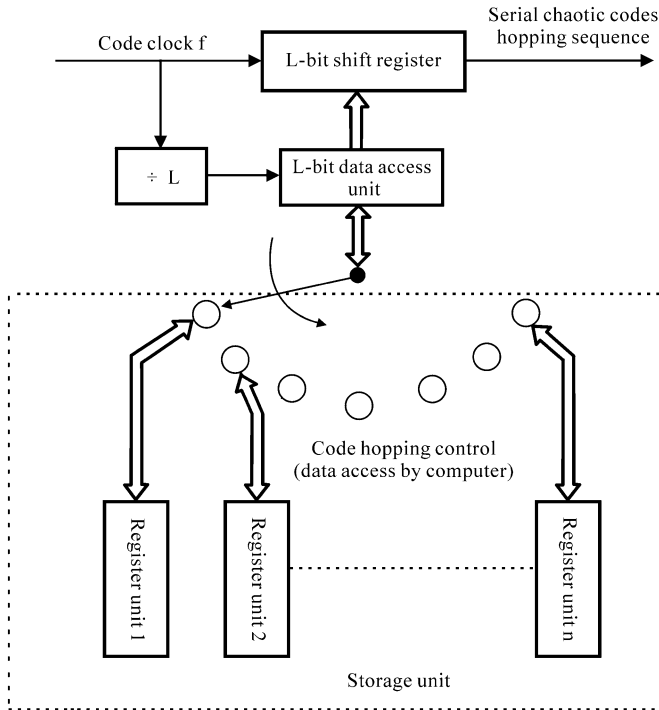 Serial chaotic codes
hopping sequence
Code clock f
L-bit shift register
÷ L
L-bit data access
unit
Code hopping control
(data access by computer)
Register unit 1
Register unit 2
Register unit n
Storage unit